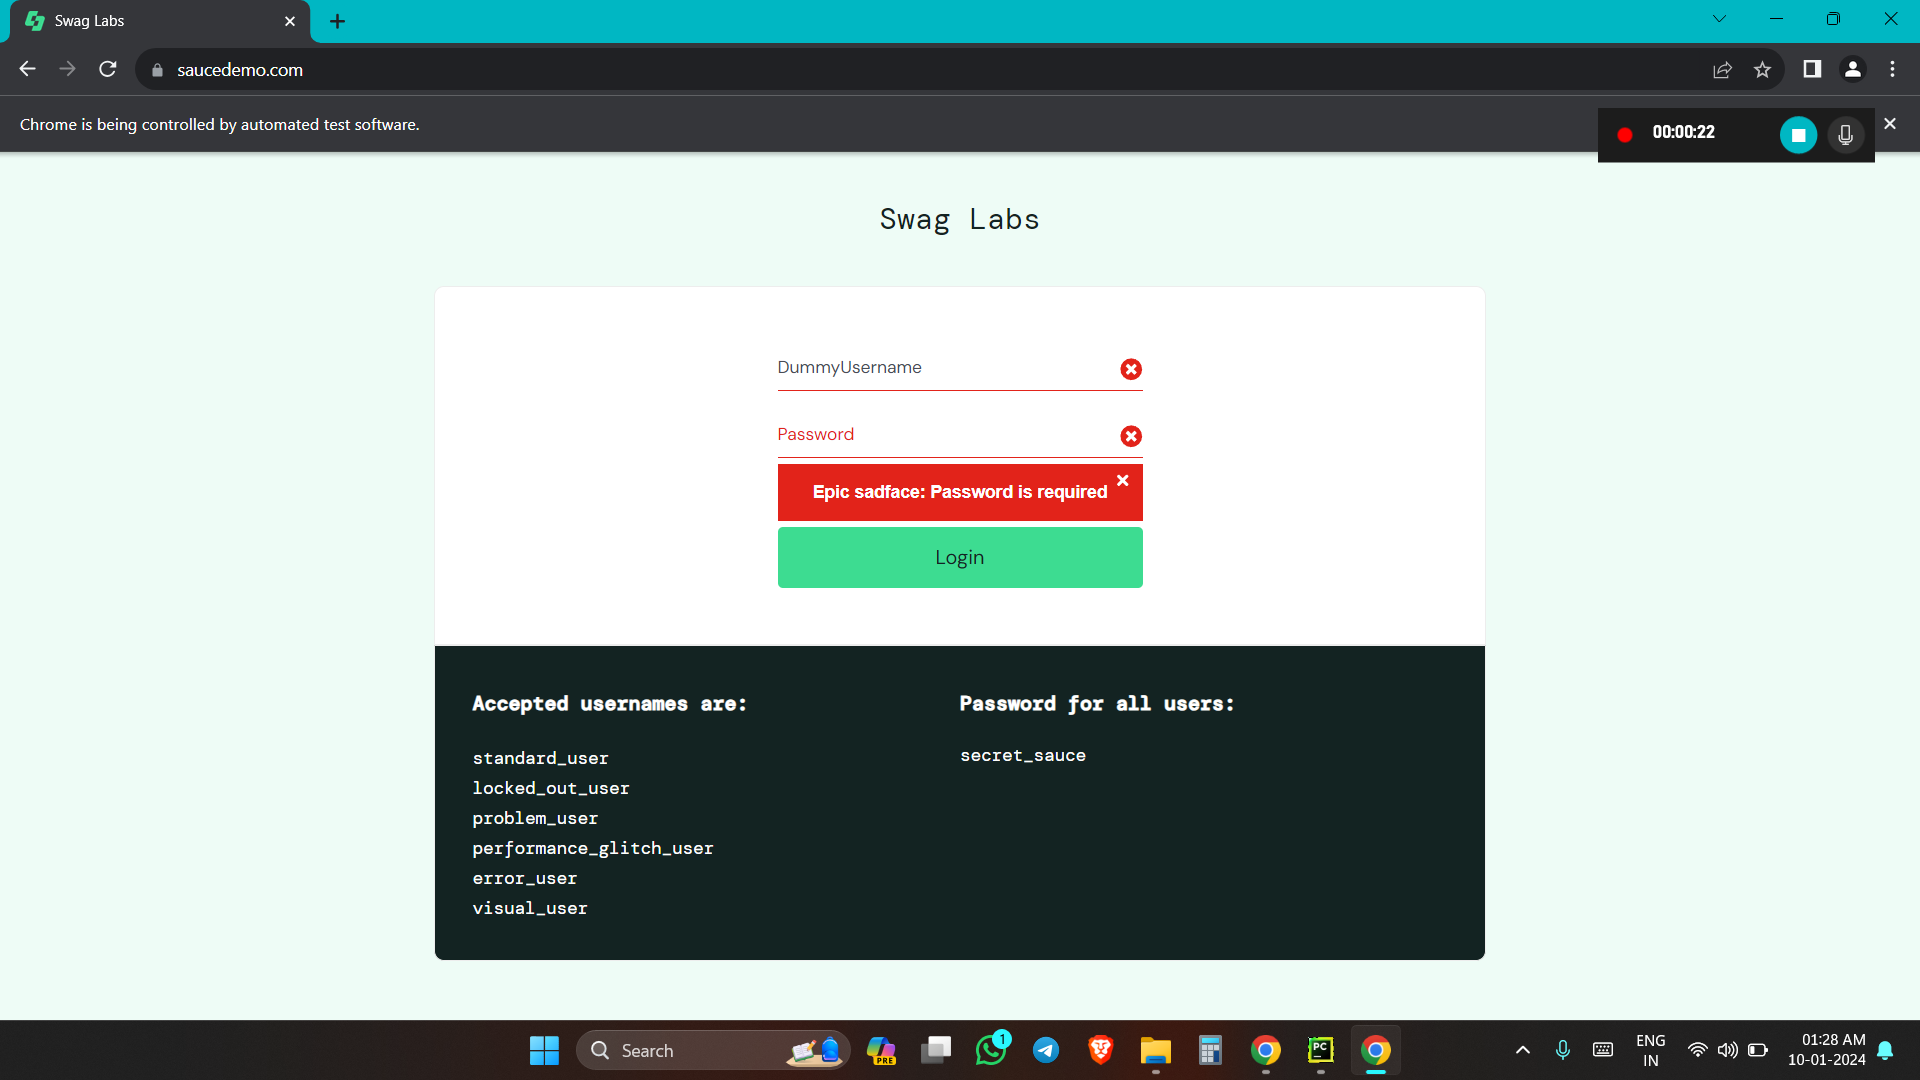 Swag Labs
saucedemo.com
Chrome is being controlled by automated test software.
00:00:22
Swag Labs
DummyUsername
Password
Epic sadface: Password is required
Login
Accepted usernames are:
standard_user
locked_out_user
problem_user
performance_glitch_user
error_user
visual_user
Password for all users:
secret_sauce
Search
PRE
1
PC
ENG
IN
01:28 AM
10-01-2024